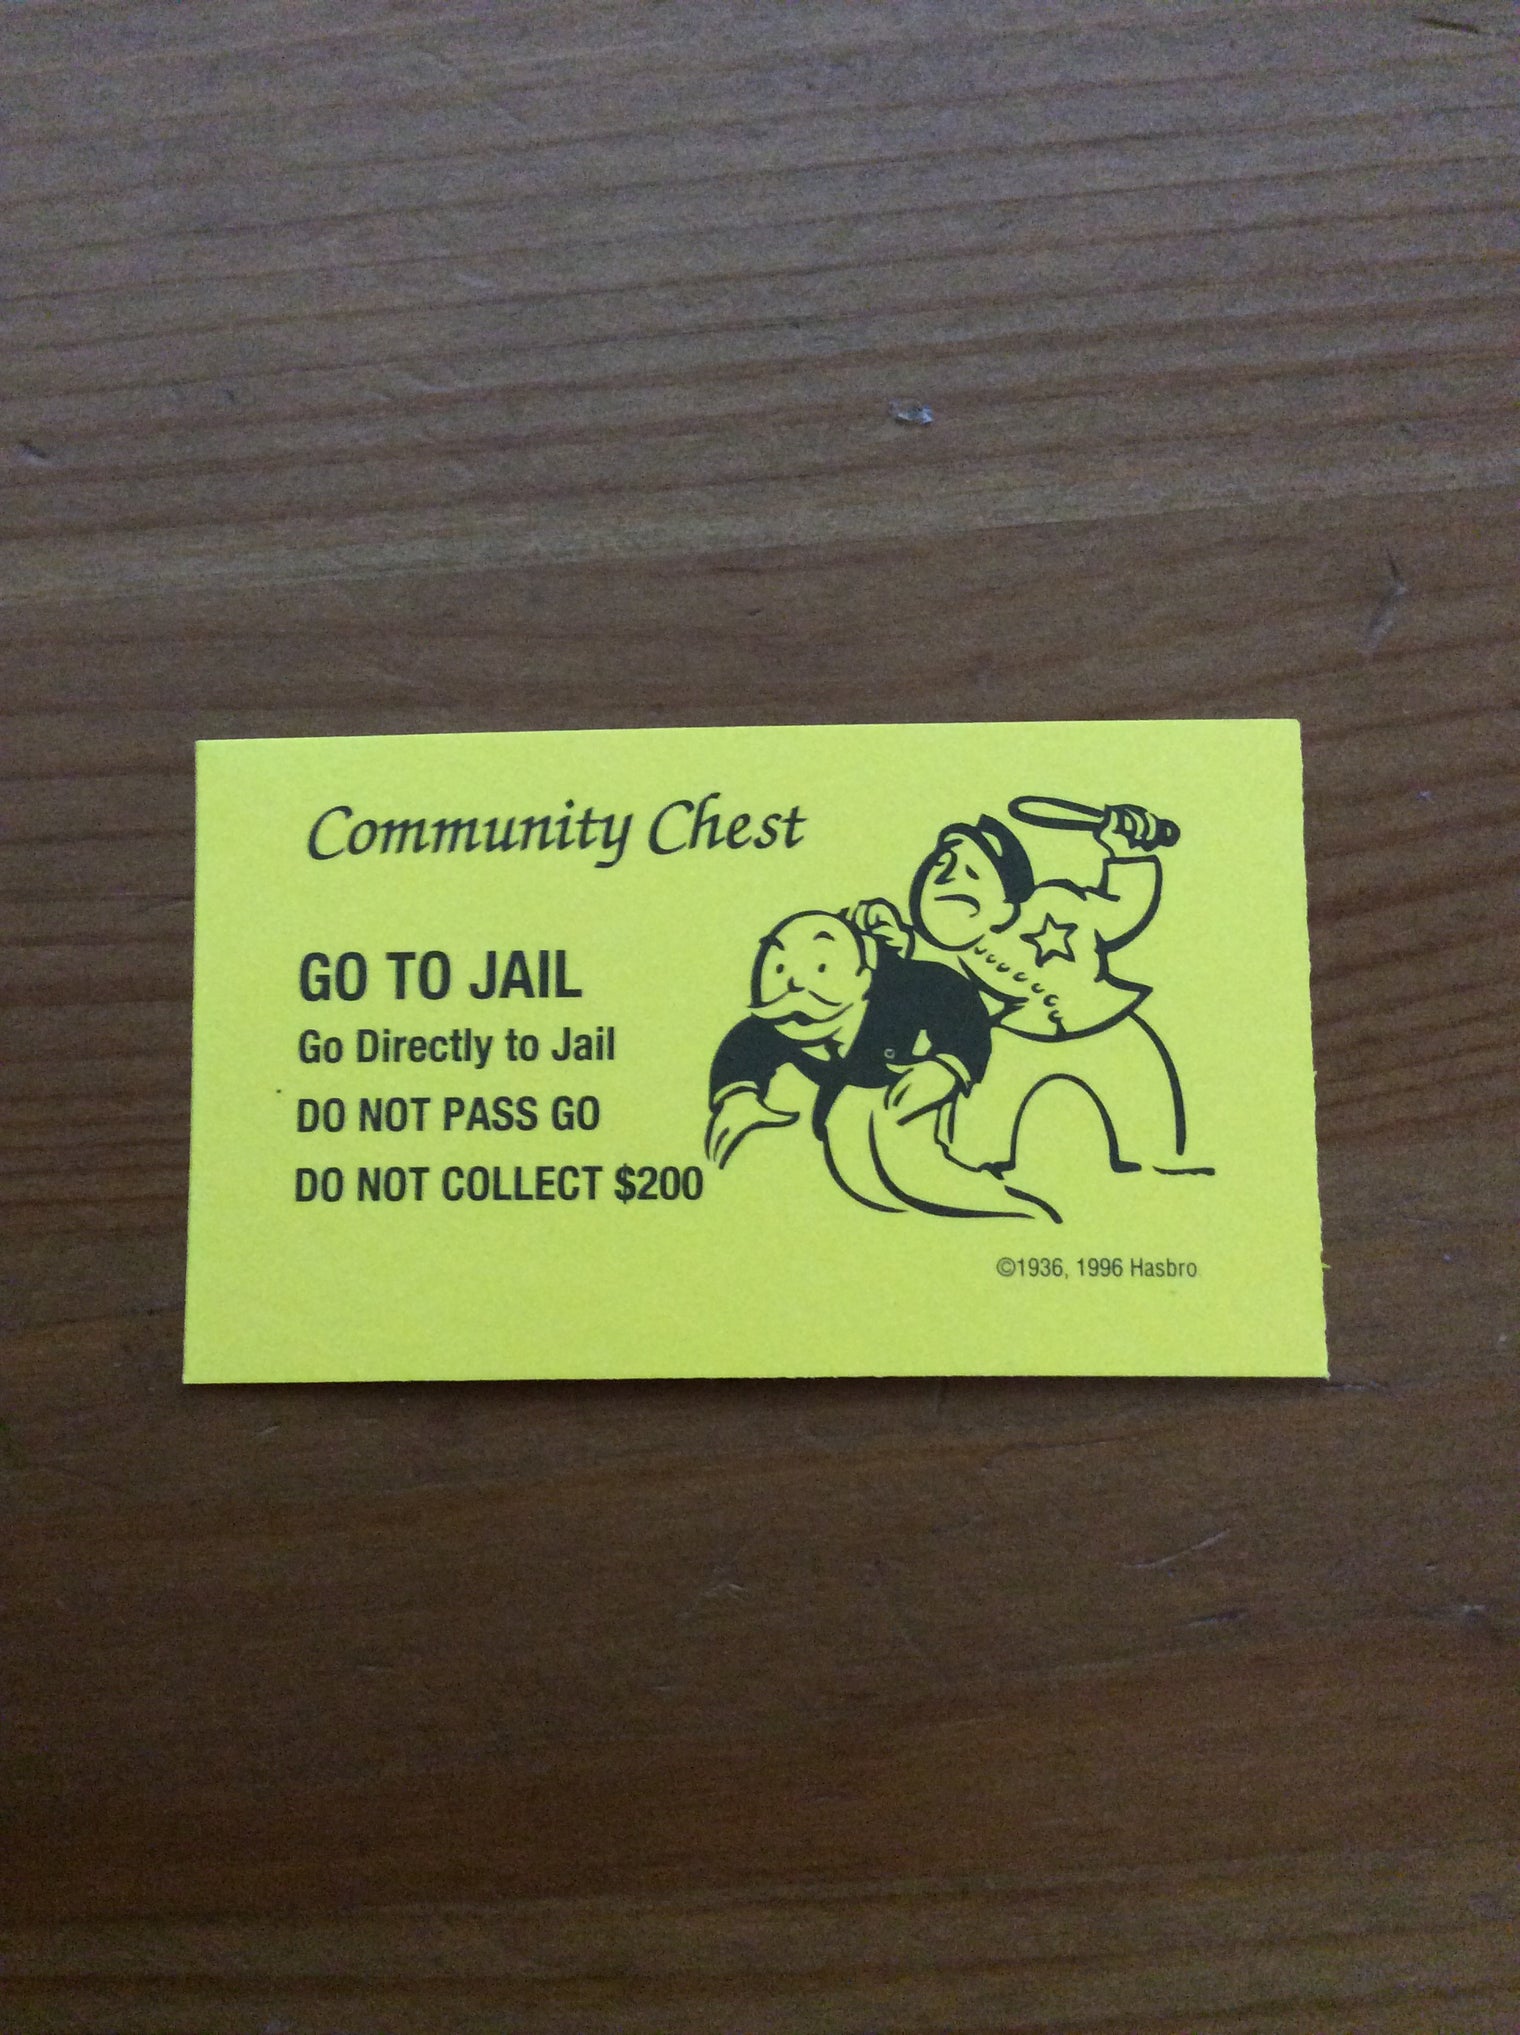 Community Chest
GO TO JAIL
Go Directly to Jail
DO NOT PASS GO
DO NOT COLLECT $200
©1936, 1996 Hasbro